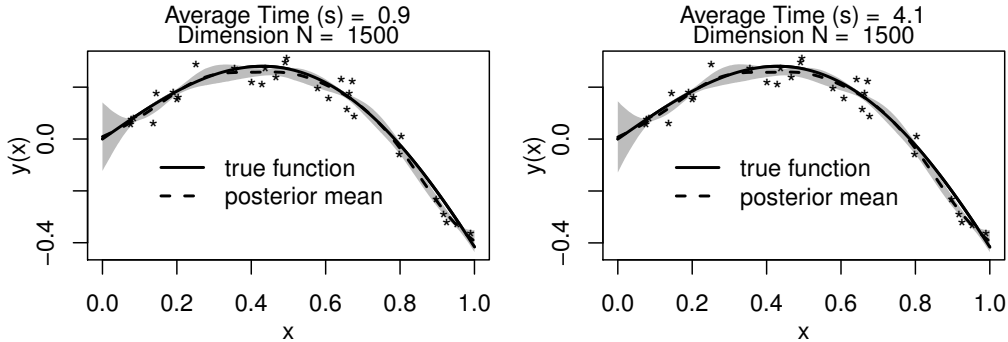 Average Time (s) = 0.9
Dimension N = 1500
y(x)
0.0
-0.4
true function
posterior mean
0.0 0.2 0.4 0.6 0.8 1.0
x
Average Time (s) = 4.1
Dimension N = 1500
y(x)
0.0
-0.4
true function
posterior mean
0.0 0.2 0.4 0.6 0.8 1.0
x